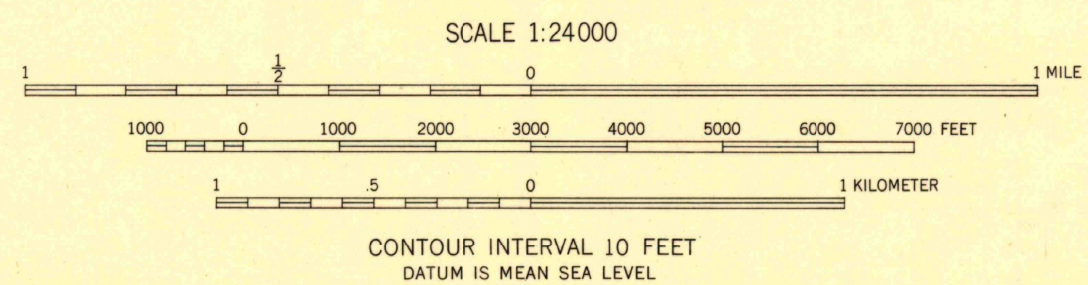 SCALE 1:24000
1 1/2 0 1 MILE
1000 0 1000 2000 3000 4000 5000 6000 7000 FEET
1 .5 0 1 KILOMETER
CONTOUR INTERVAL 10 FEET
DATUM IS MEAN SEA LEVEL